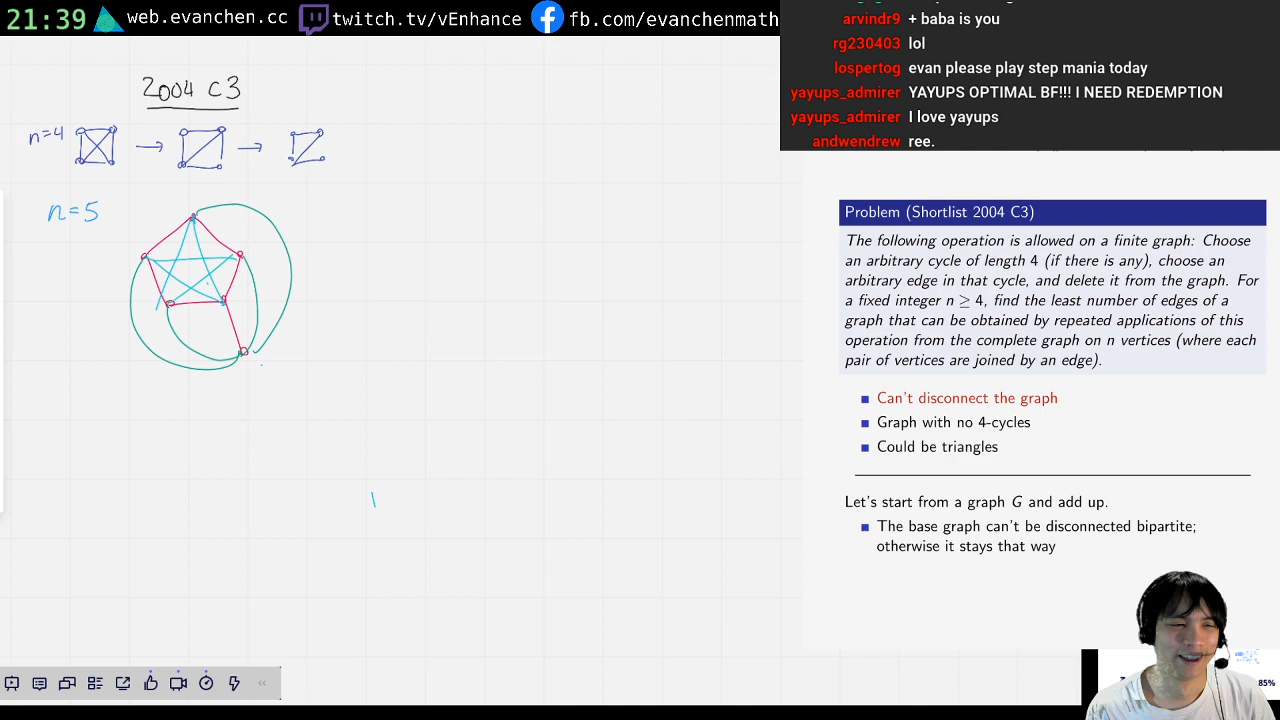 21:39 web.evanchen.cc twitch.tv/vEnhance fb.com/evanchenmath
arvindr9 + baba is you
rg230403 lol
lospertog evan please play step mania today
yayups_admirer YAYUPS OPTIMAL BF!!! I NEED REDEMPTION
yayups_admirer I love yayups
andwendrew ree.
2004 C3
n=4
n=5
Problem (Shortlist 2004 C3)
The following operation is allowed on a finite graph: Choose
an arbitrary cycle of length 4 (if there is any), choose an
arbitrary edge in that cycle, and delete it from the graph. For
a fixed integer n ≥ 4, find the least number of edges of a
graph that can be obtained by repeated applications of this
operation from the complete graph on n vertices (where each
pair of vertices are joined by an edge).
Can't disconnect the graph
Graph with no 4-cycles
Could be triangles
Let's start from a graph G and add up.
The base graph can't be disconnected bipartite;
otherwise it stays that way
85%